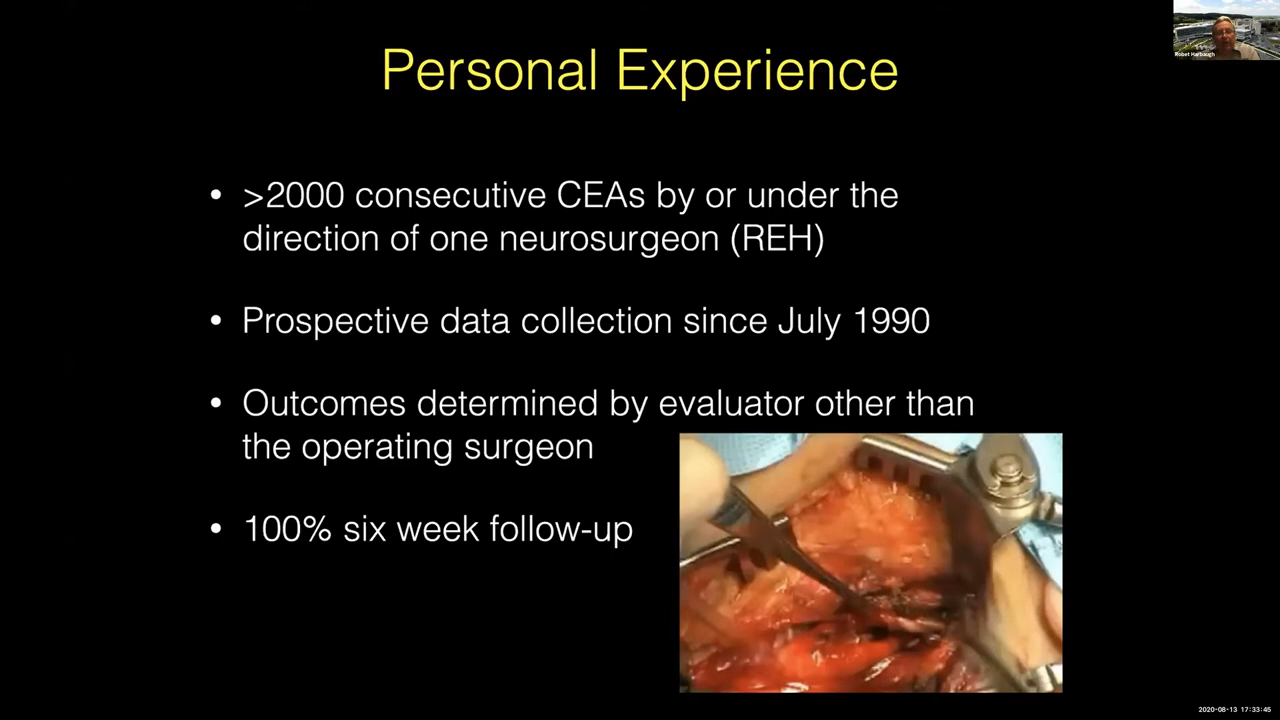 Robet Harbaugh
Personal Experience
• >2000 consecutive CEAs by or under the
direction of one neurosurgeon (REH)
• Prospective data collection since July 1990
• Outcomes determined by evaluator other than
the operating surgeon
• 100% six week follow-up
2020-08-13 17:33:45